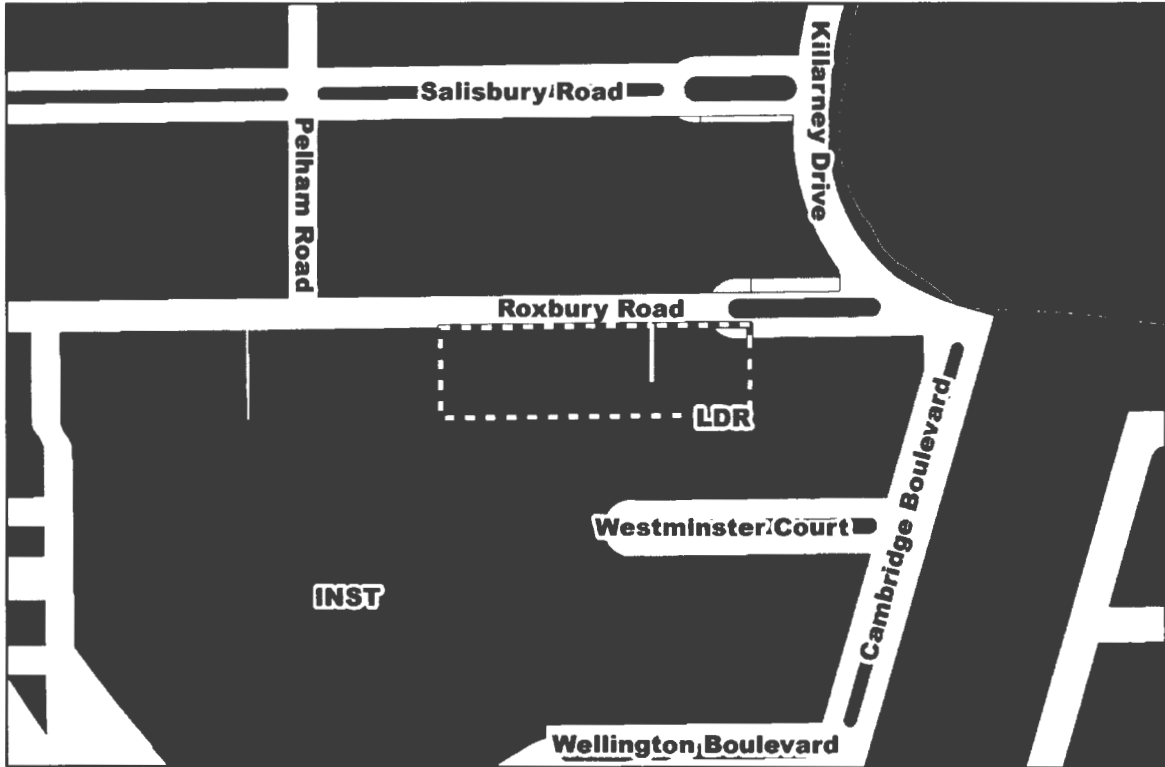 Killarney Drive
Salisbury Road
Pelham Road
Roxbury Road
LDR
Cambridge Boulevard
Westminster Court
INST
Wellington Boulevard